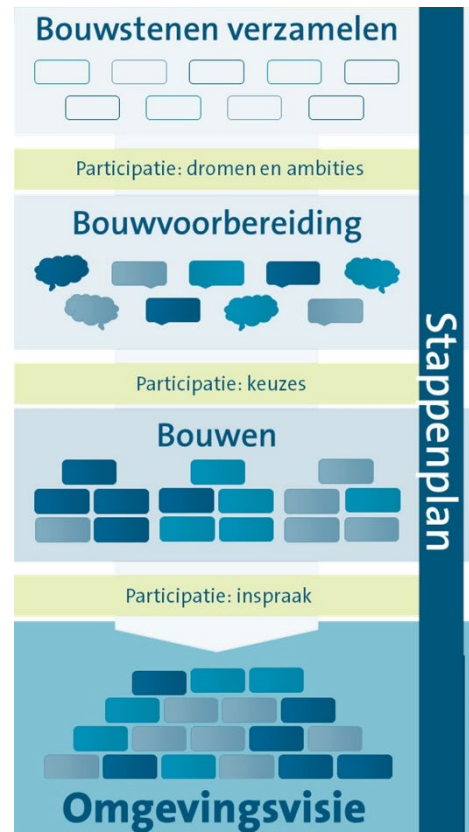 Bouwstenen verzamelen
Participatie: dromen en ambities
Bouwvoorbereiding
Participatie: keuzes
Bouwen
Participatie: inspraak
Omgevingsvisie
Stappenplan